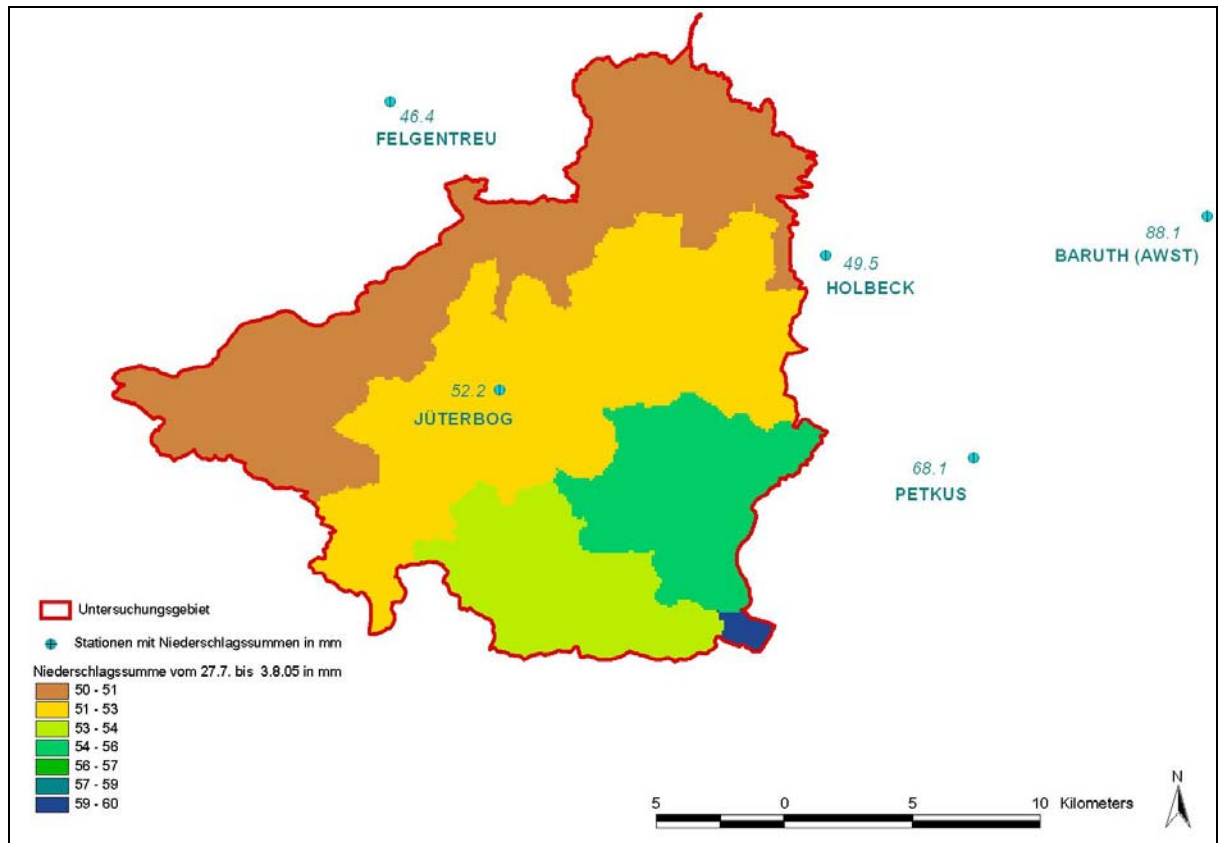 46.4
FELGENTREU
88.1
BARUTH (AWST)
49.5
HOLBECK
52.2
JÜTERBOG
68.1
PETKUS
Untersuchungsgebiet
Stationen mit Niederschlagssummen in mm
Niederschlagssumme vom 27.7. bis 3.8.05 in mm
50 - 51
51 - 53
53 - 54
54 - 56
56 - 57
57 - 59
59 - 60
5 0 5 10 Kilometers
N